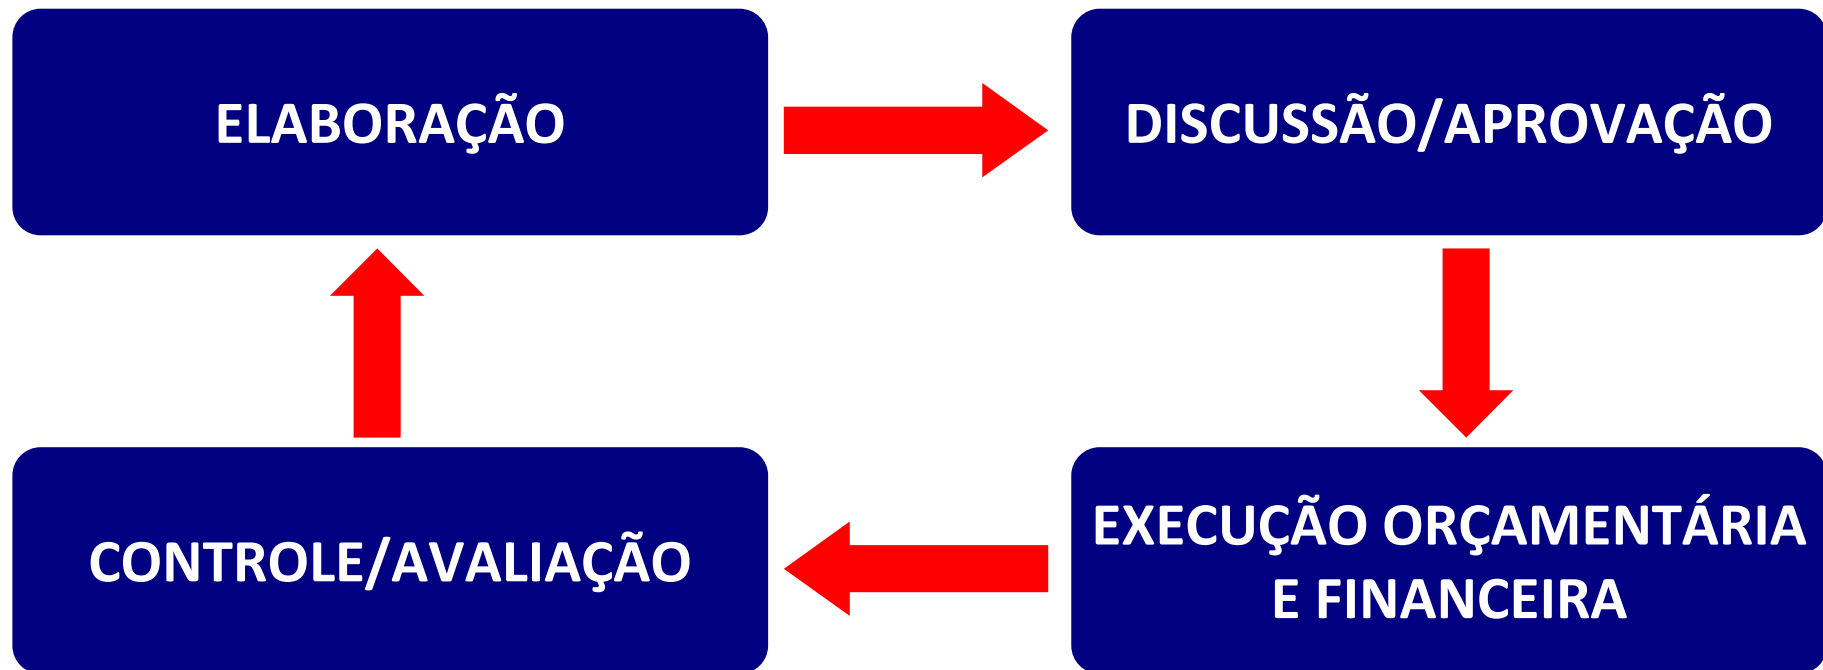 ELABORAÇÃO
DISCUSSÃO/APROVAÇÃO
CONTROLE/AVALIAÇÃO
EXECUÇÃO ORÇAMENTÁRIA
E FINANCEIRA